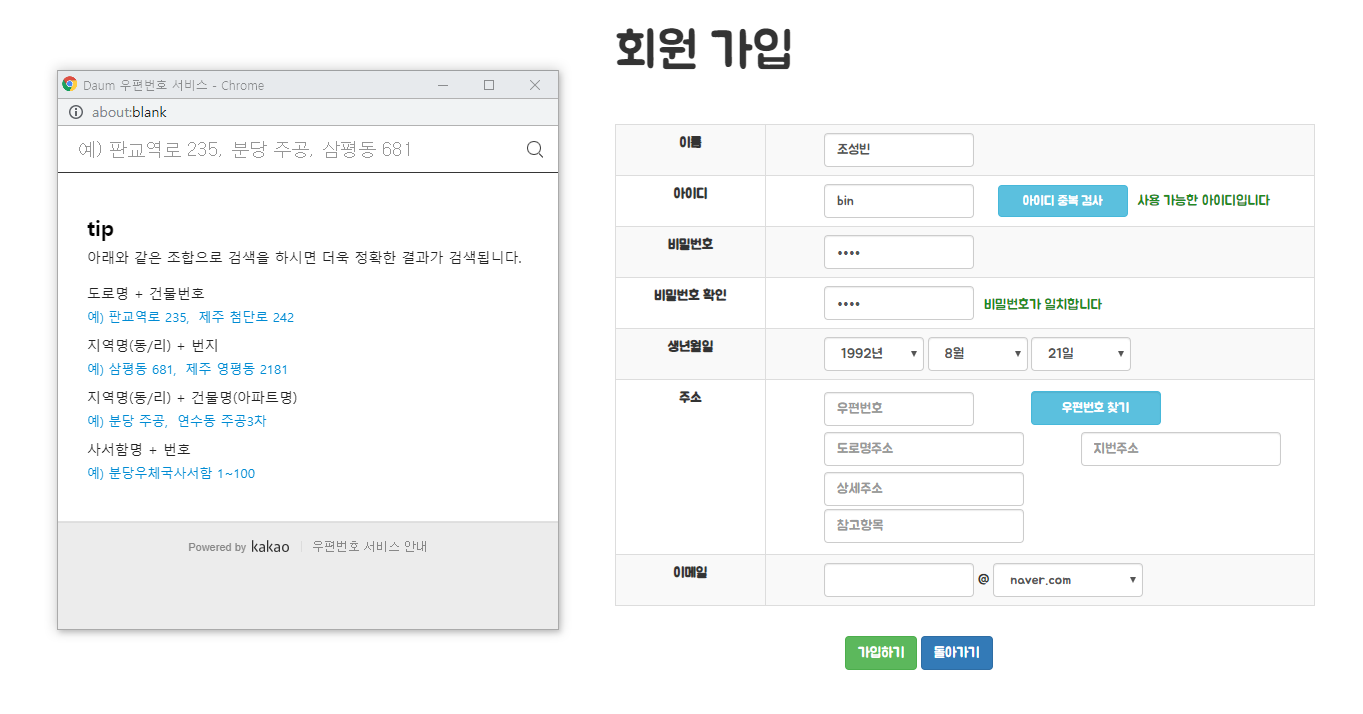 Daum 우편번호 서비스 - Chrome
about:blank
예) 판교역로 235, 분당 주공, 삼평동 681
tip
아래와 같은 조합으로 검색을 하시면 더욱 정확한 결과가 검색됩니다.
도로명 + 건물번호
예) 판교역로 235, 제주 첨단로 242
지역명(동/리) + 번지
예) 삼평동 681, 제주 영평동 2181
지역명(동/리) + 건물명(아파트명)
예) 분당 주공, 연수동 주공3차
사서함명 + 번호
예) 분당우체국사서함 1~100
Powered by kakao 우편번호 서비스 안내
회원 가입
이름 조성빈
아이디 bin 아이디 중복 검사 사용 가능한 아이디입니다
비밀번호 ••••
비밀번호 확인 •••• 비밀번호가 일치합니다
생년월일 1992년 8월 21일
주소 우편번호 우편번호 찾기
도로명주소 지번주소
상세주소
참고항목
이메일 @ naver.com
가입하기 돌아가기